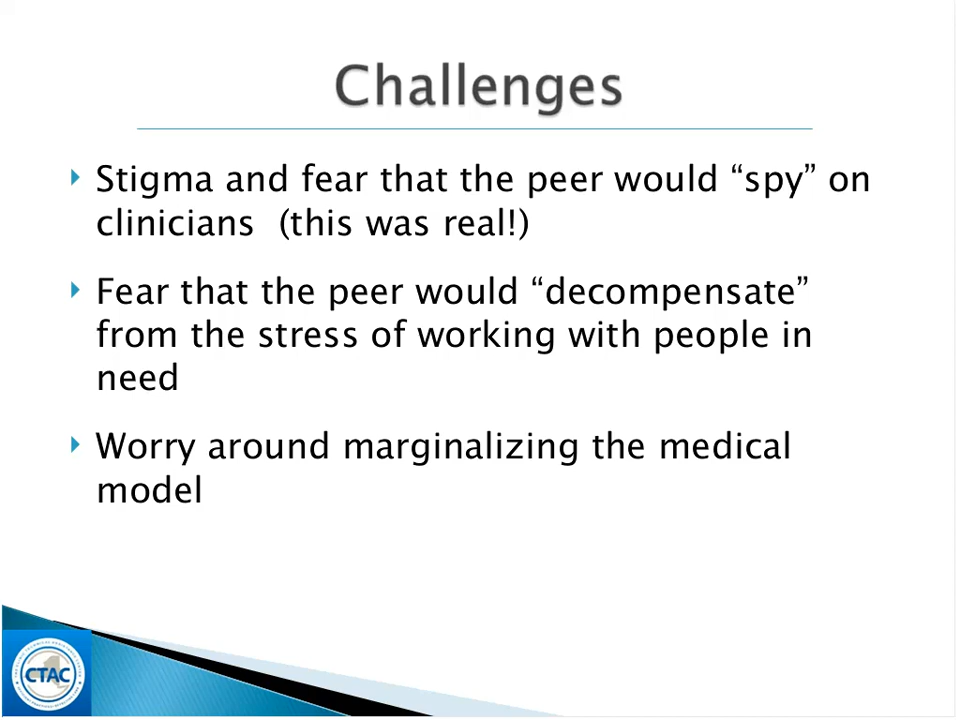 Challenges
Stigma and fear that the peer would “spy” on
clinicians (this was real!)
Fear that the peer would “decompensate”
from the stress of working with people in
need
Worry around marginalizing the medical
model
CTAC